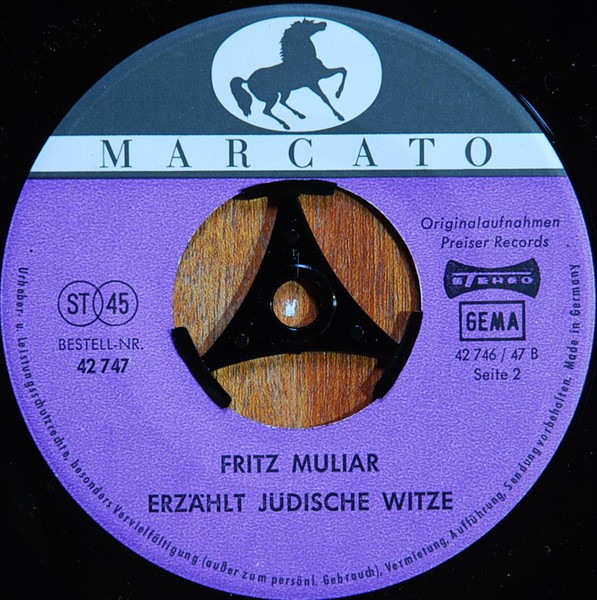 MARCATO
Originalaufnahmen
Preiser Records
STEREO
GEMA
42 746 / 47 B
Seite 2
ST 45
BESTELL-NR.
42 747
FRITZ MULIAR
ERZÄHLT JÜDISCHE WITZE
Urheber- u. Leistungsschutzrechte, besonders Vervielfältigung (außer zum persönl. Gebrauch), Vermietung, Aufführung, Sendung vorbehalten. Made in Germany